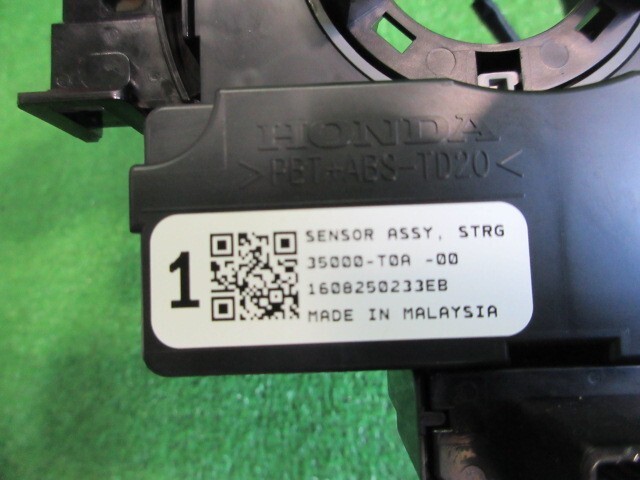 HONDA
>PBT+ABS-TD20<
1
SENSOR ASSY, STRG
35000-T0A -00
1608250233EB
MADE IN MALAYSIA